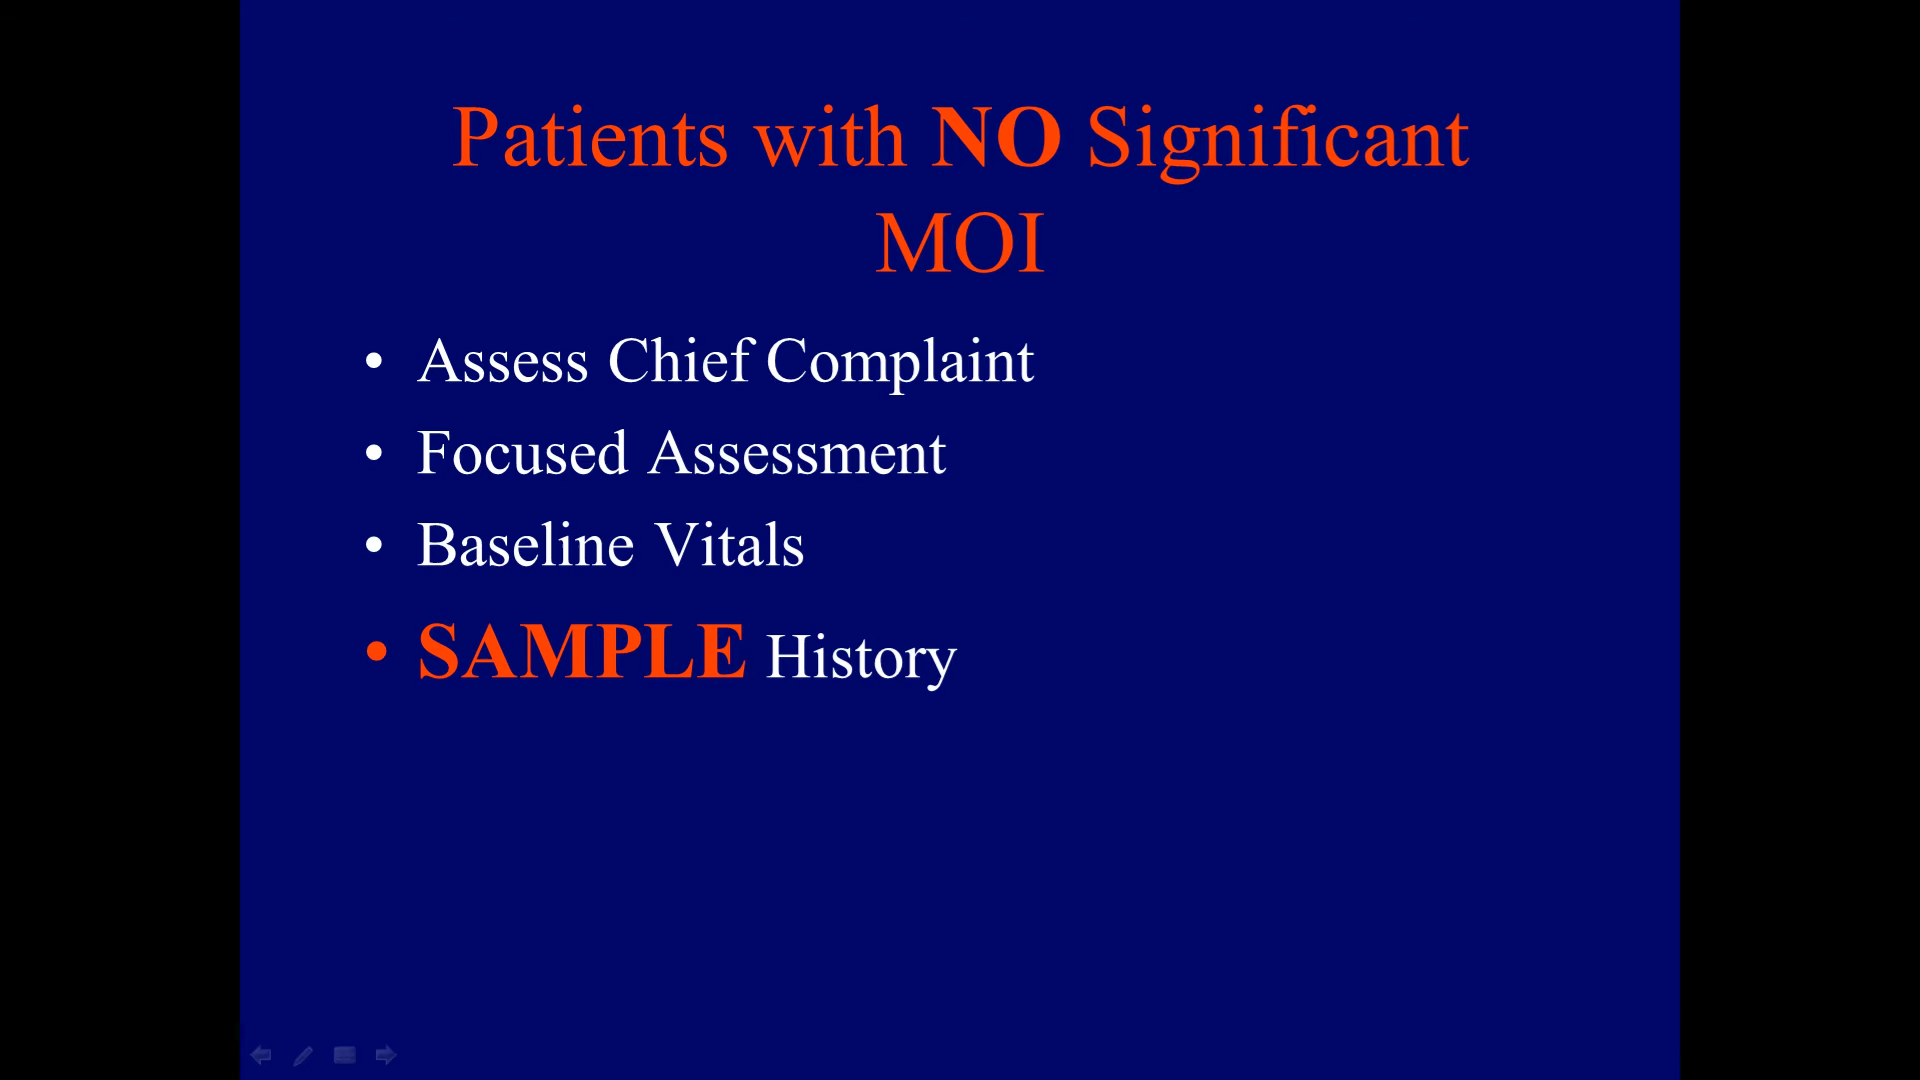 Patients with NO Significant
MOI
• Assess Chief Complaint
• Focused Assessment
• Baseline Vitals
• SAMPLE History